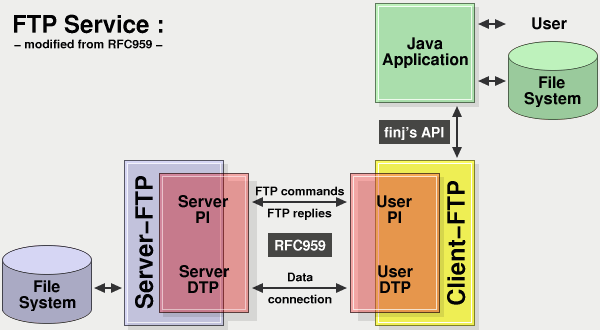 FTP Service :
– modified from RFC959 –
Java
Application
User
File
System
finj's API
Server–FTP
Server
PI
Server
DTP
FTP commands
FTP replies
RFC959
Data
connection
User
PI
User
DTP
Client–FTP
File
System